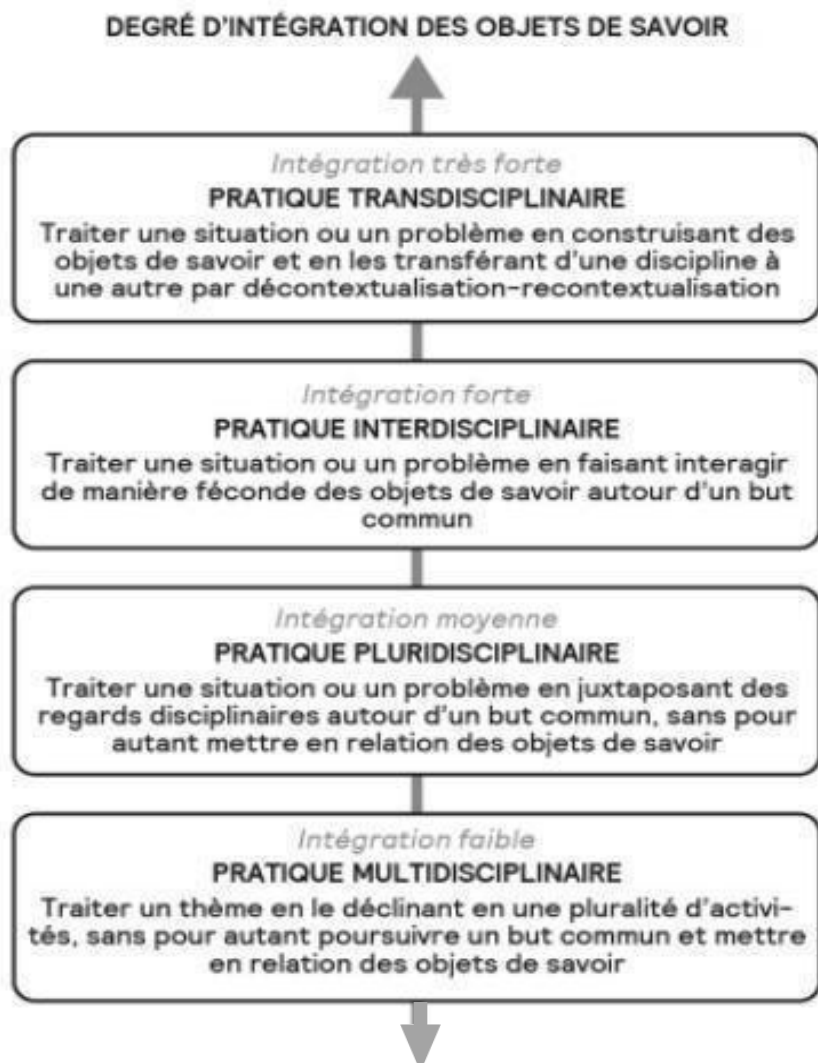 DEGRÉ D'INTÉGRATION DES OBJETS DE SAVOIR
Intégration très forte
PRATIQUE TRANSDISCIPLINAIRE
Traiter une situation ou un problème en construisant des
objets de savoir et en les transférant d'une discipline à
une autre par décontextualisation-recontextualisation
Intégration forte
PRATIQUE INTERDISCIPLINAIRE
Traiter une situation ou un problème en faisant interagir
de manière féconde des objets de savoir autour d'un but
commun
Intégration moyenne
PRATIQUE PLURIDISCIPLINAIRE
Traiter une situation ou un problème en juxtaposant des
regards disciplinaires autour d'un but commun, sans pour
autant mettre en relation des objets de savoir
Intégration faible
PRATIQUE MULTIDISCIPLINAIRE
Traiter un thème en le déclinant en une pluralité d'activi-
tés, sans pour autant poursuivre un but commun et mettre
en relation des objets de savoir